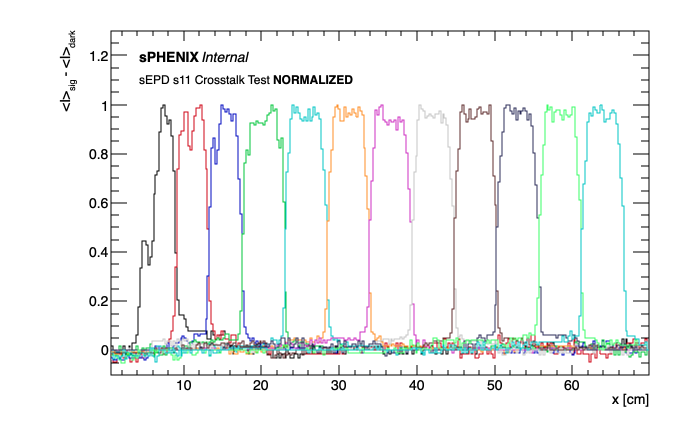 <I>sig - <I>dark
sPHENIX Internal
sEPD s11 Crosstalk Test NORMALIZED
1.2
1
0.8
0.6
0.4
0.2
0
10 20 30 40 50 60
x [cm]